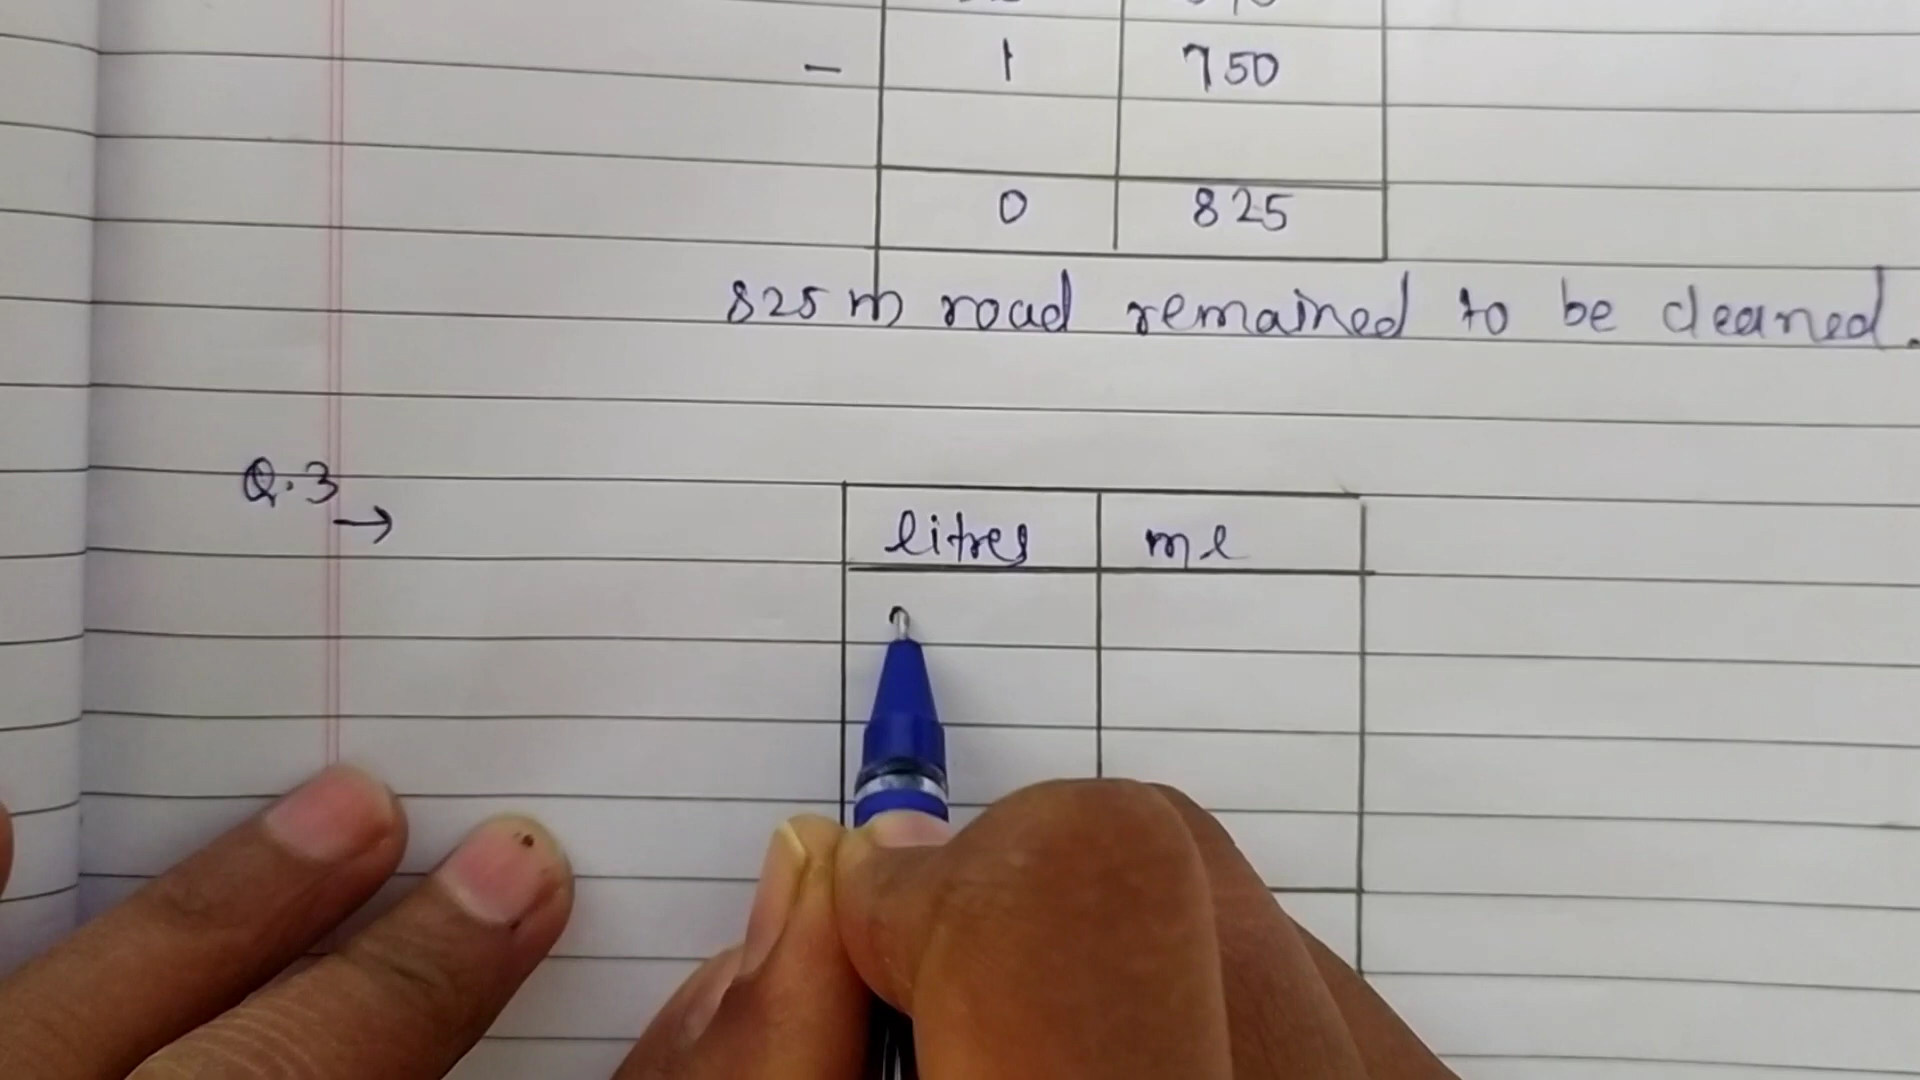 - 1 750
0 825
825 m road remained to be cleaned.
Q.3 →
litres ml